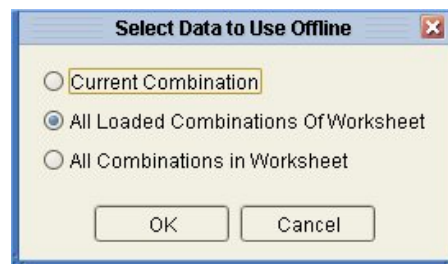 Select Data to Use Offline
Current Combination
All Loaded Combinations Of Worksheet
All Combinations in Worksheet
OK Cancel